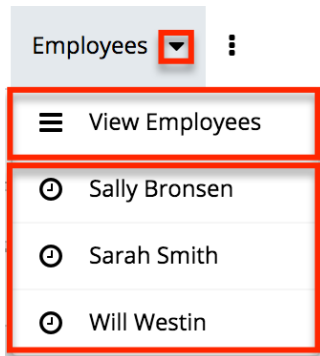 Employees
View Employees
Sally Bronsen
Sarah Smith
Will Westin